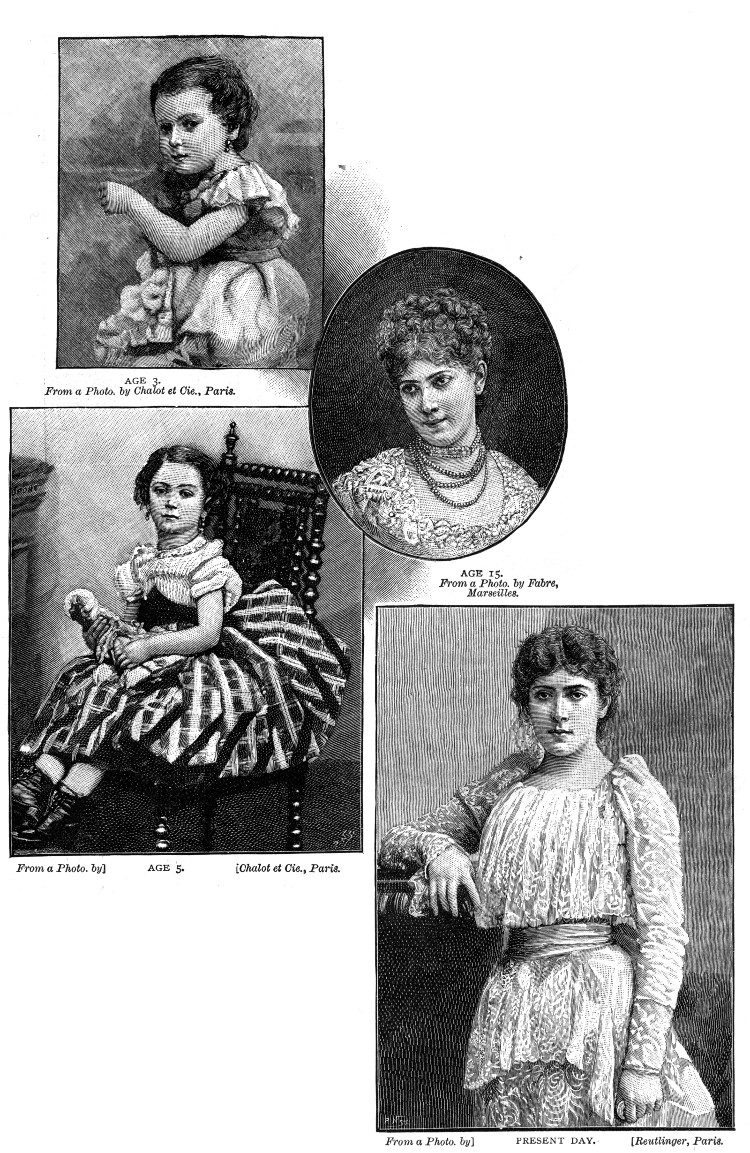 AGE 3.
From a Photo. by Chalot et Cie., Paris.
AGE 15.
From a Photo. by Fabre,
Marseilles.
From a Photo. by] AGE 5. [Chalot et Cie., Paris.
From a Photo. by] PRESENT DAY. [Reutlinger, Paris.